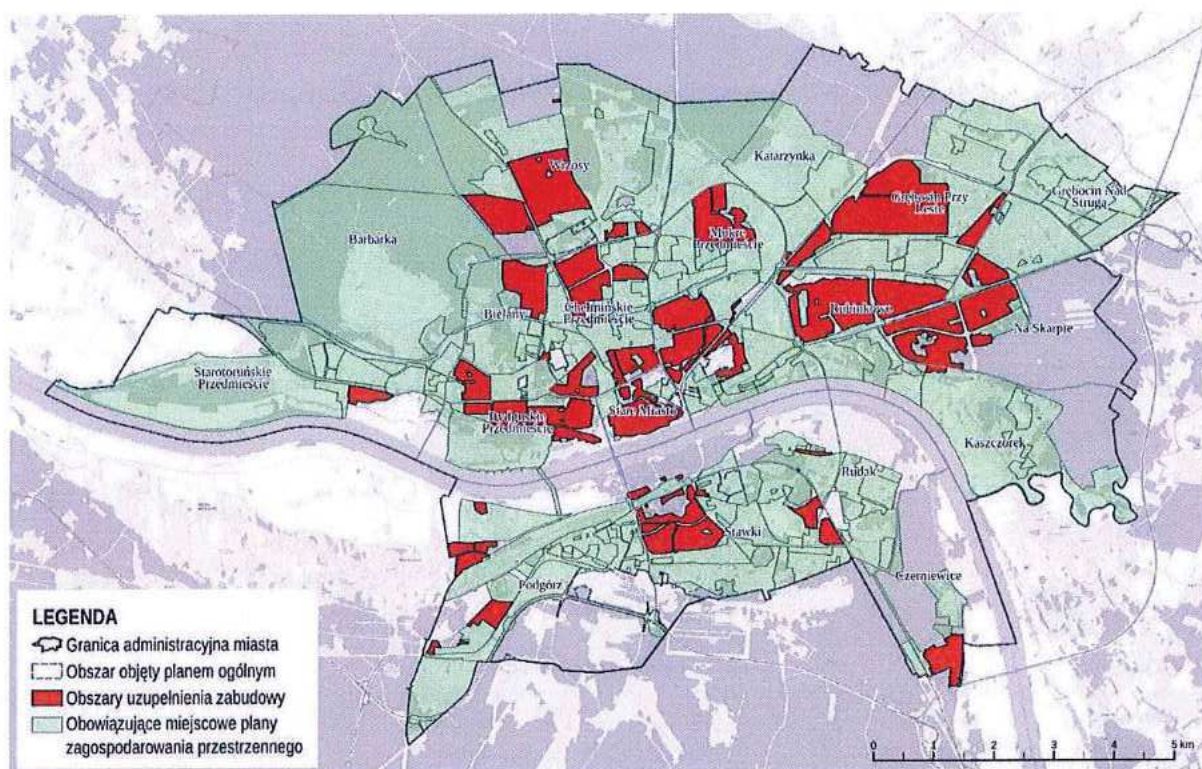 Wrzosy
Katarzynka
Grębocin Przy
Lesie
Grębocin Nad
Strugą
Mokre
Przedmieście
Barbarka
Bielany
Chełmińskie
Przedmieście
Rubinkowo
Na Skarpie
Starotoruńskie
Przedmieście
Bydgoskie
Przedmieście
Stare Miasto
Kaszczorek
Rudak
Stawki
Podgórz
Czerniewice
LEGENDA
Granica administracyjna miasta
Obszar objęty planem ogólnym
Obszary uzupełnienia zabudowy
Obowiązujące miejscowe plany
zagospodarowania przestrzennego
0 1 2 3 4 5 km